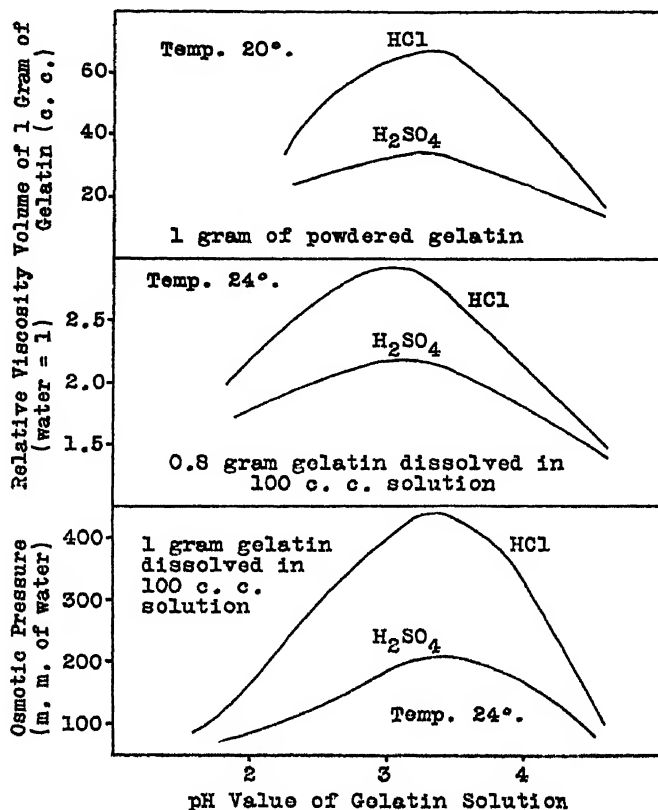 Volume of 1 Gram of
Gelatin (c. c.)
60
40
20
Temp. 20°.
HCl
H₂SO₄
1 gram of powdered gelatin
Relative Viscosity
(water = 1)
2.5
2.0
1.5
Temp. 24°.
HCl
H₂SO₄
0.8 gram gelatin dissolved in
100 c. c. solution
Osmotic Pressure
(m. m. of water)
400
300
200
100
1 gram gelatin
dissolved in
100 c. c.
solution
HCl
H₂SO₄
Temp. 24°.
2 3 4
pH Value of Gelatin Solution